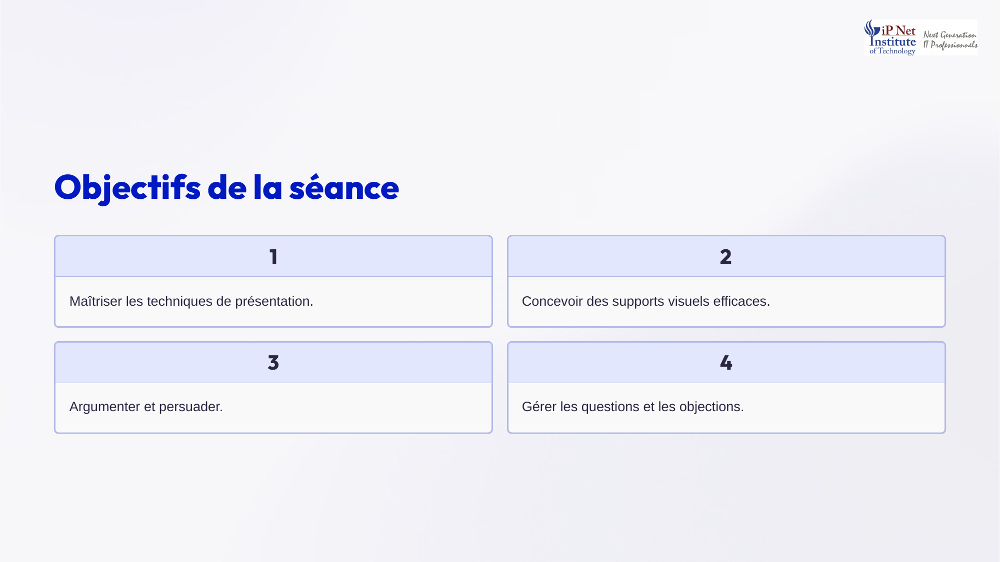 iP Net
Institute
of Technology
Next Generation
IT Professionnels
Objectifs de la séance
1
Maîtriser les techniques de présentation.
2
Concevoir des supports visuels efficaces.
3
Argumenter et persuader.
4
Gérer les questions et les objections.